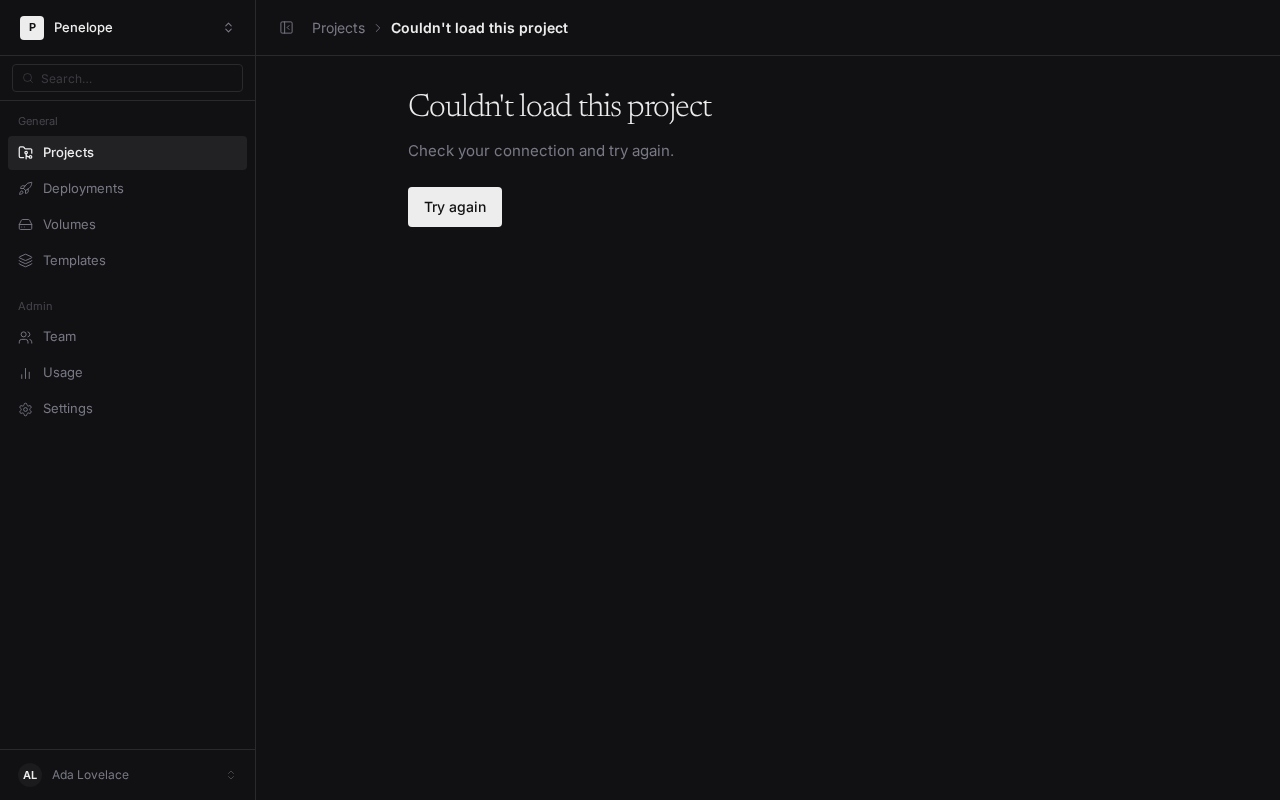 P Penelope
Projects > Couldn't load this project
Search...
General
Projects
Deployments
Volumes
Templates
Admin
Team
Usage
Settings
Couldn't load this project
Check your connection and try again.
Try again
AL Ada Lovelace